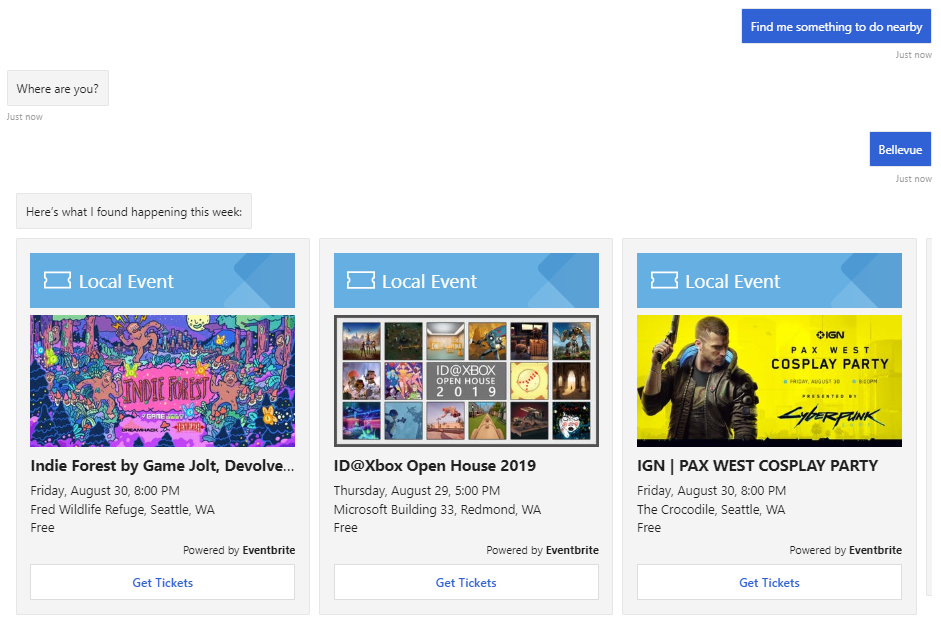 Find me something to do nearby
Just now
Where are you?
Just now
Bellevue
Just now
Here's what I found happening this week:
Local Event
INDIE FOREST
GAME JOLT
DREAMHACK
DEVOLVER
Indie Forest by Game Jolt, Devolve...
Friday, August 30, 8:00 PM
Fred Wildlife Refuge, Seattle, WA
Free
Powered by Eventbrite
Get Tickets
Local Event
ID@XBOX
OPEN HOUSE
2019
ID@Xbox Open House 2019
Thursday, August 29, 5:00 PM
Microsoft Building 33, Redmond, WA
Free
Powered by Eventbrite
Get Tickets
Local Event
IGN
PAX WEST
COSPLAY PARTY
FRIDAY, AUGUST 30 9:00PM
PRESENTED BY
Cyberpunk
IGN | PAX WEST COSPLAY PARTY
Friday, August 30, 8:00 PM
The Crocodile, Seattle, WA
Free
Powered by Eventbrite
Get Tickets